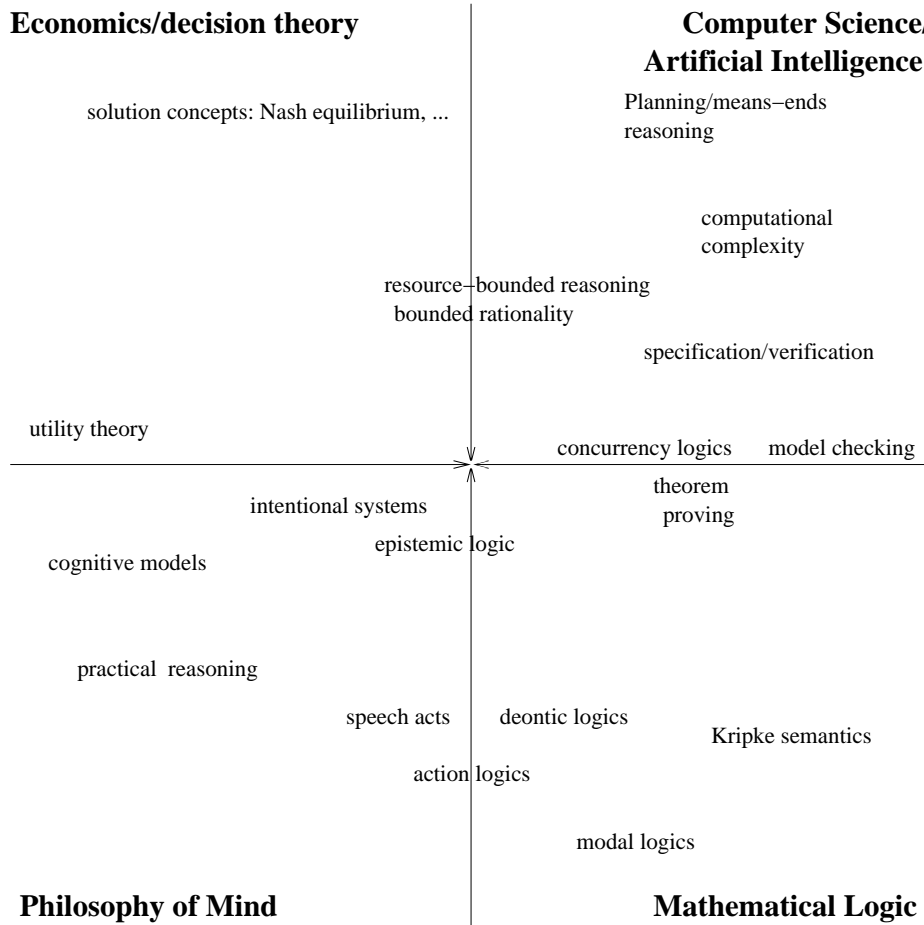 Economics/decision theory
Computer Science/
Artificial Intelligence
solution concepts: Nash equilibrium, ...
Planning/means−ends
reasoning
computational
complexity
resource−bounded reasoning
bounded rationality
specification/verification
utility theory
concurrency logics
model checking
intentional systems
theorem
proving
epistemic logic
cognitive models
practical reasoning
speech acts
deontic logics
Kripke semantics
action logics
modal logics
Philosophy of Mind
Mathematical Logic